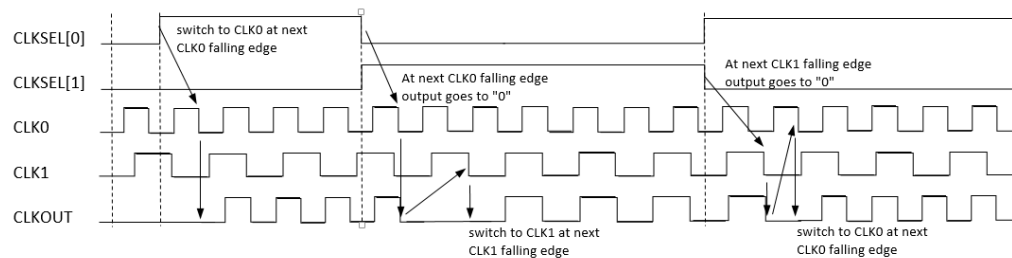 CLKSEL[0]
switch to CLK0 at next
CLK0 falling edge
CLKSEL[1]
At next CLK0 falling edge
output goes to "0"
At next CLK1 falling edge
output goes to "0"
CLK0
CLK1
CLKOUT
switch to CLK1 at next
CLK1 falling edge
switch to CLK0 at next
CLK0 falling edge